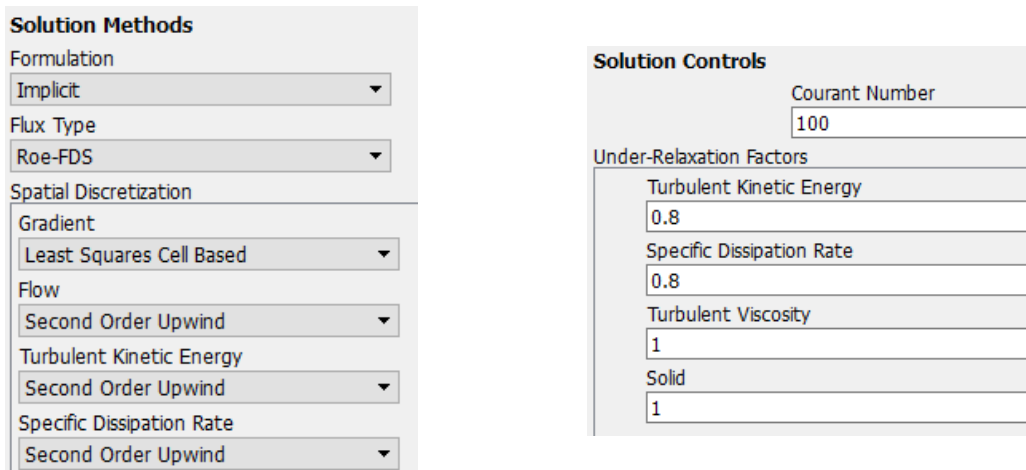 Solution Methods
Formulation
Implicit
Flux Type
Roe-FDS
Spatial Discretization
Gradient
Least Squares Cell Based
Flow
Second Order Upwind
Turbulent Kinetic Energy
Second Order Upwind
Specific Dissipation Rate
Second Order Upwind
Solution Controls
Courant Number
100
Under-Relaxation Factors
Turbulent Kinetic Energy
0.8
Specific Dissipation Rate
0.8
Turbulent Viscosity
1
Solid
1